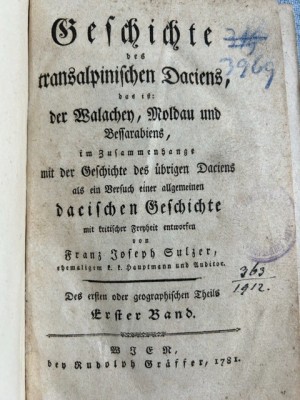 Geschichte
des
transalpinischen Daciens,
das ist:
der Walachey, Moldau und
Bessarabiens,
im Zusammenhange
mit der Geschichte des übrigen Daciens
als ein Versuch einer allgemeinen
dacischen Geschichte
mit kritischer Freyheit entworfen
von
Franz Joseph Sulzer,
ehemaligem k. k. Hauptmann und Auditor.
Des ersten oder geographischen Theils
Erster Band.
WIEN,
bey Rudolph Gräffer, 1781.
3969
363
1912.